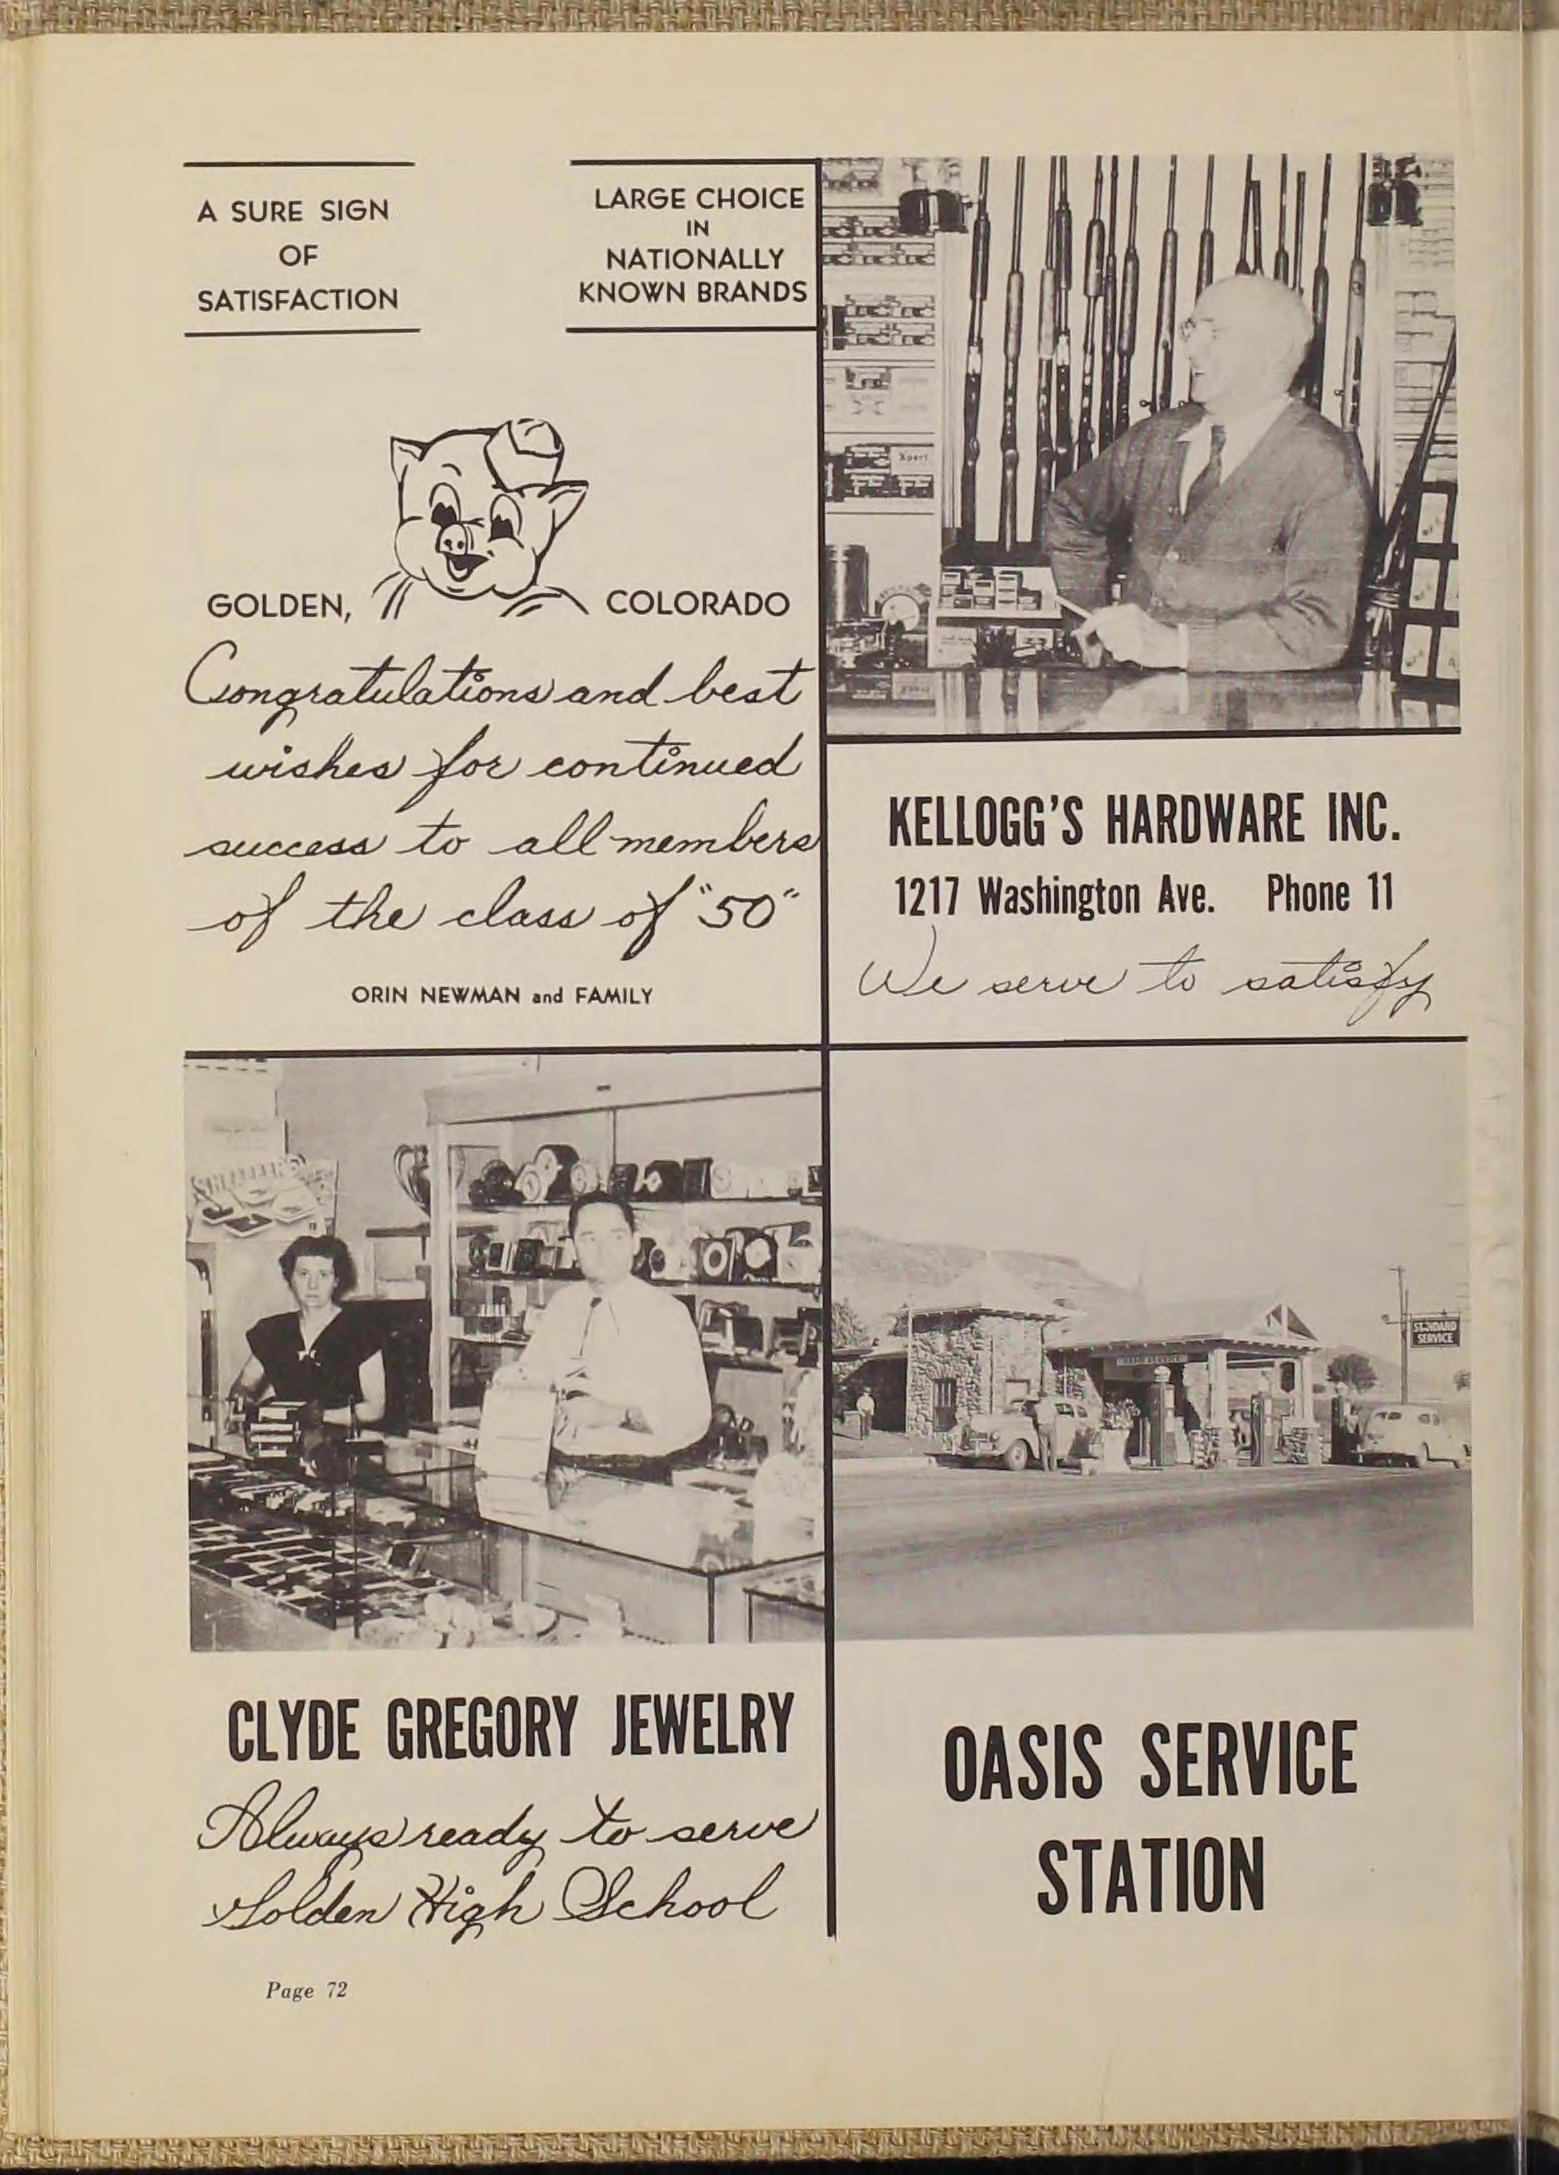 A SURE SIGN
OF
SATISFACTION
LARGE CHOICE
IN
NATIONALLY
KNOWN BRANDS
GOLDEN, COLORADO
Congratulations and best
wishes for continued
success to all members
of the class of "50"
ORIN NEWMAN and FAMILY
Xpert
KELLOGG'S HARDWARE INC.
1217 Washington Ave. Phone 11
We serve to satisfy
CLYDE GREGORY JEWELRY
Always ready to serve
Golden High School
STANDARD
SERVICE
OASIS SERVICE
STATION
Page 72